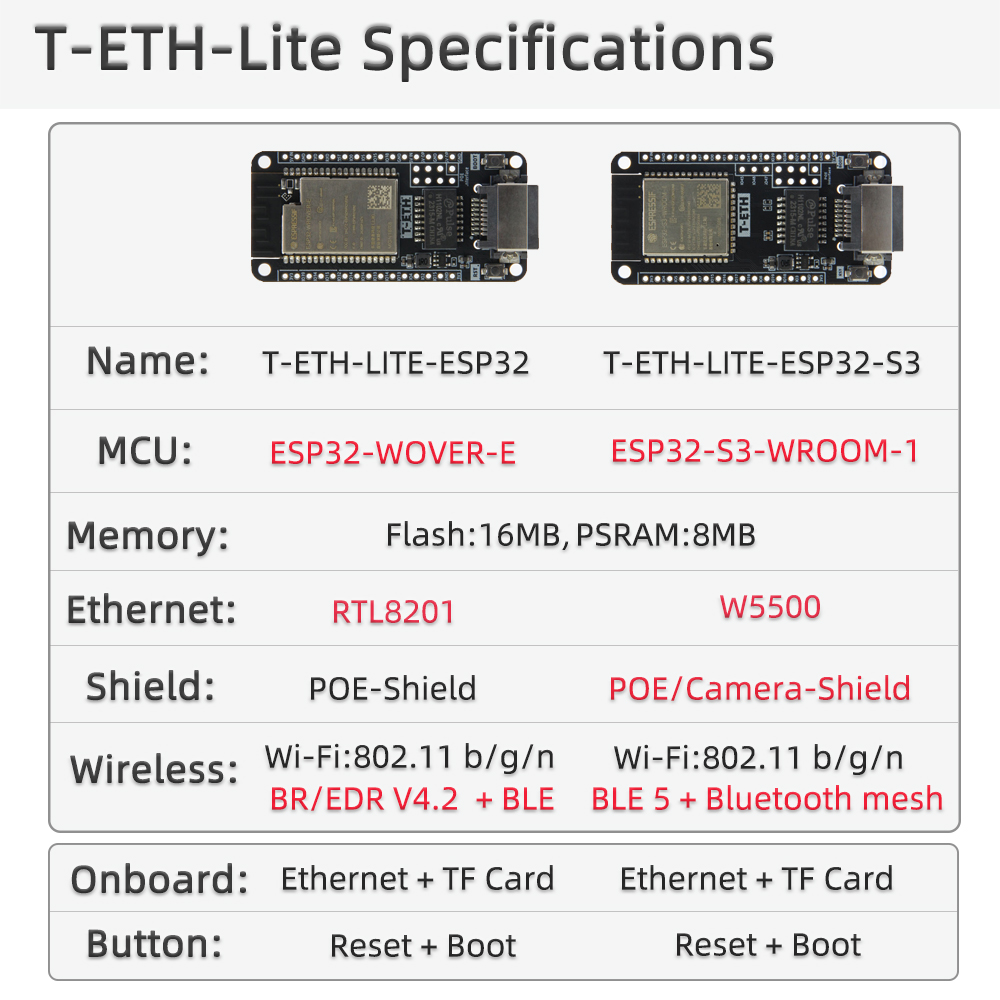 T-ETH-Lite Specifications
T-ETH
T-ETH
Name: T-ETH-LITE-ESP32 T-ETH-LITE-ESP32-S3
MCU: ESP32-WOVER-E ESP32-S3-WROOM-1
Memory: Flash:16MB, PSRAM:8MB
Ethernet: RTL8201 W5500
Shield: POE-Shield POE/Camera-Shield
Wireless: Wi-Fi:802.11 b/g/n Wi-Fi:802.11 b/g/n
BR/EDR V4.2 + BLE BLE 5 + Bluetooth mesh
Onboard: Ethernet + TF Card Ethernet + TF Card
Button: Reset + Boot Reset + Boot